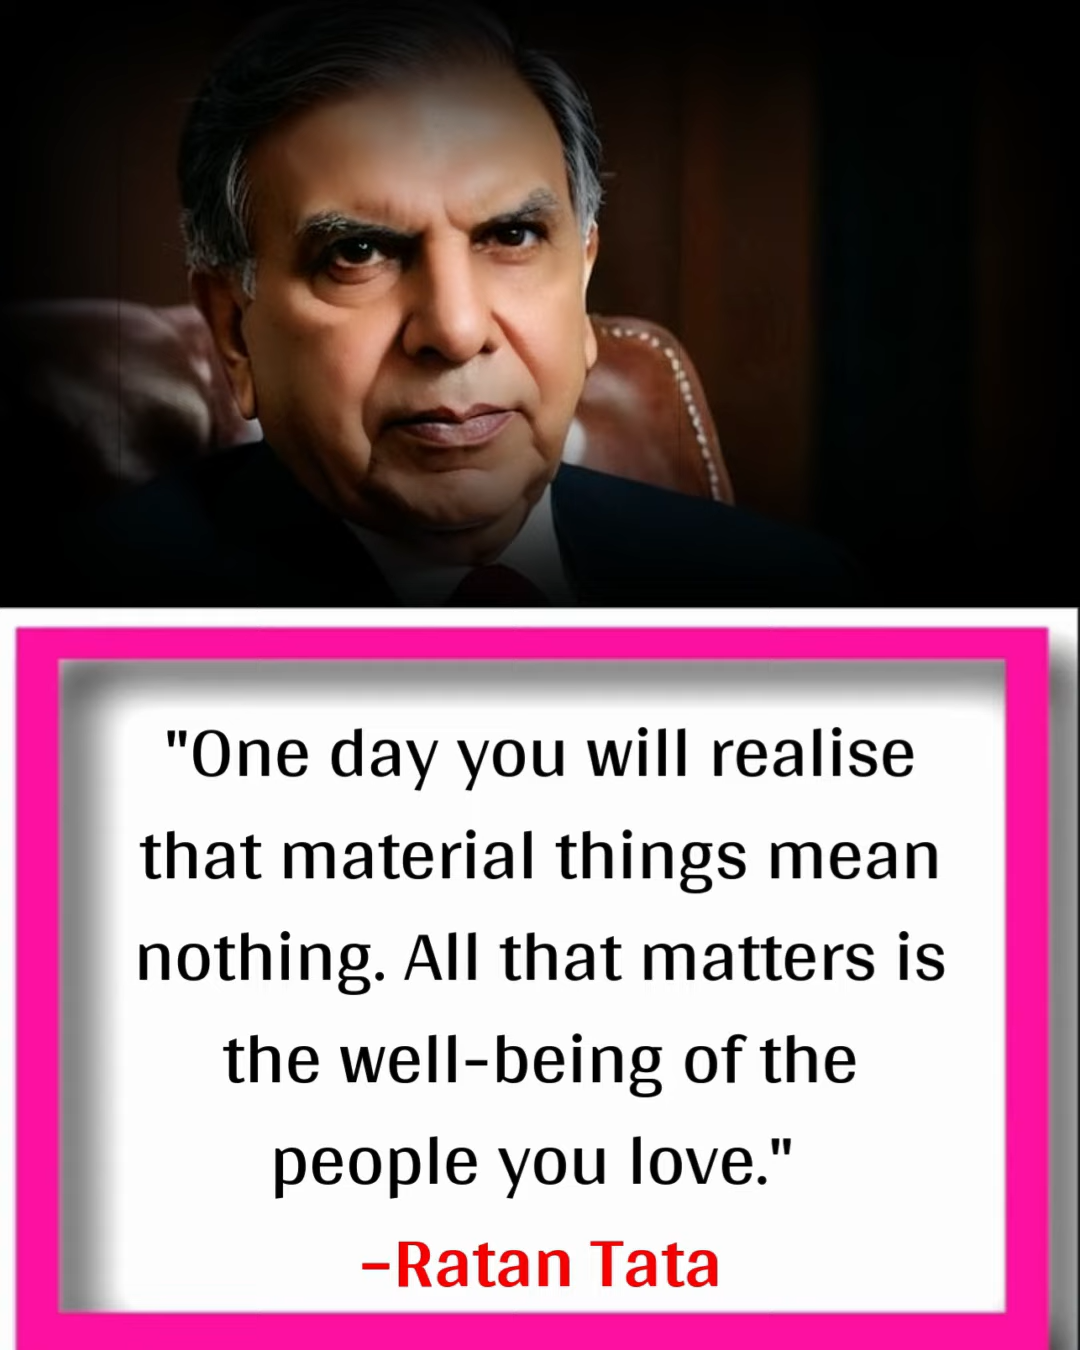 "One day you will realise
that material things mean
nothing. All that matters is
the well-being of the
people you love."
–Ratan Tata